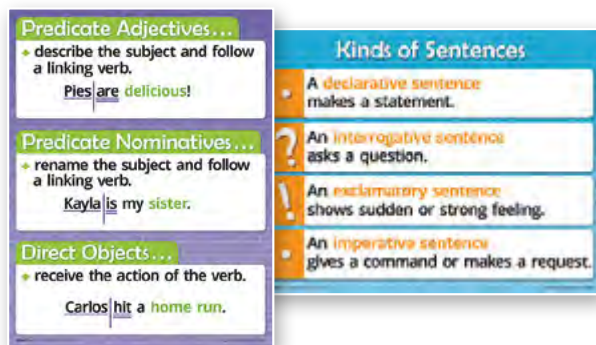 Predicate Adjectives...
describe the subject and follow
a linking verb.
Pies are delicious!
Predicate Nominatives...
rename the subject and follow
a linking verb.
Kayla is my sister.
Direct Objects...
receive the action of the verb.
Carlos hit a home run.
Kinds of Sentences
. A declarative sentence
makes a statement.
? An interrogative sentence
asks a question.
! An exclamatory sentence
shows sudden or strong feeling.
. An imperative sentence
gives a command or makes a request.